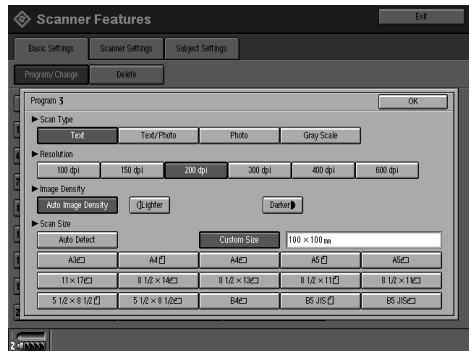 Scanner Features Exit
Basic Settings Scanner Settings Subject Settings
Program/Change Delete
Program 3 OK
► Scan Type
Text Text/Photo Photo Gray Scale
► Resolution
100 dpi 150 dpi 200 dpi 300 dpi 400 dpi 600 dpi
► Image Density
Auto Image Density Lighter Darker
► Scan Size
Auto Detect Custom Size 100 × 100 mm
A3 A4 A4 A5 A5
11 × 17 8 1/2 × 14 8 1/2 × 13 8 1/2 × 11 8 1/2 × 11
5 1/2 × 8 1/2 5 1/2 × 8 1/2 B4 B5 JIS B5 JIS
2